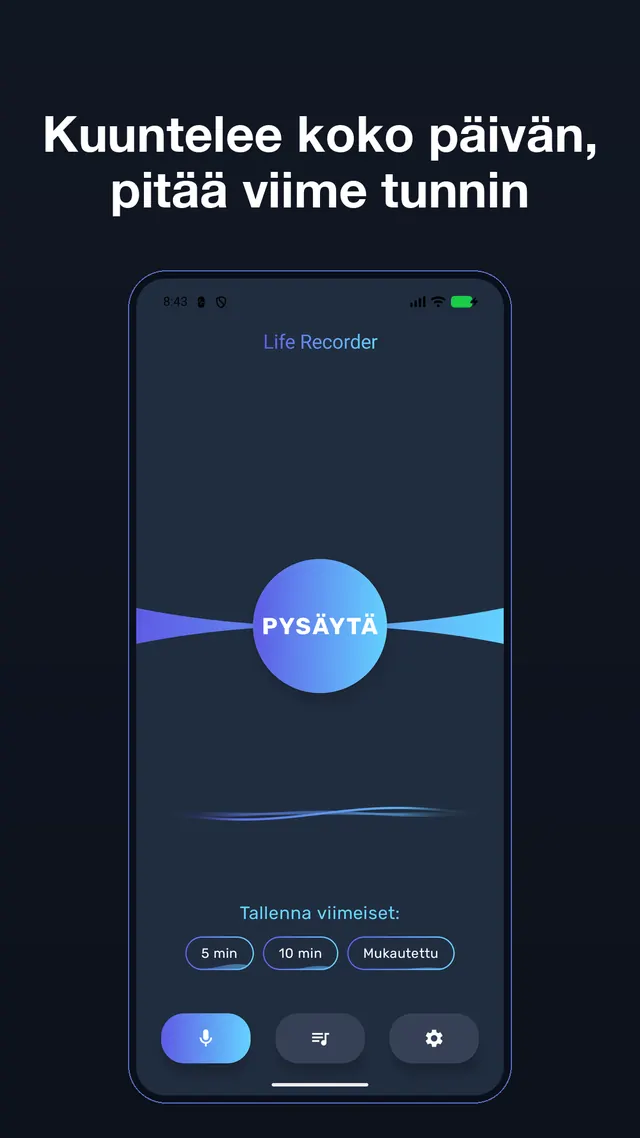 Kuuntelee koko päivän,
pitää viime tunnin
8:43
Life Recorder
PYSÄYTÄ
Tallenna viimeiset:
5 min
10 min
Mukautettu